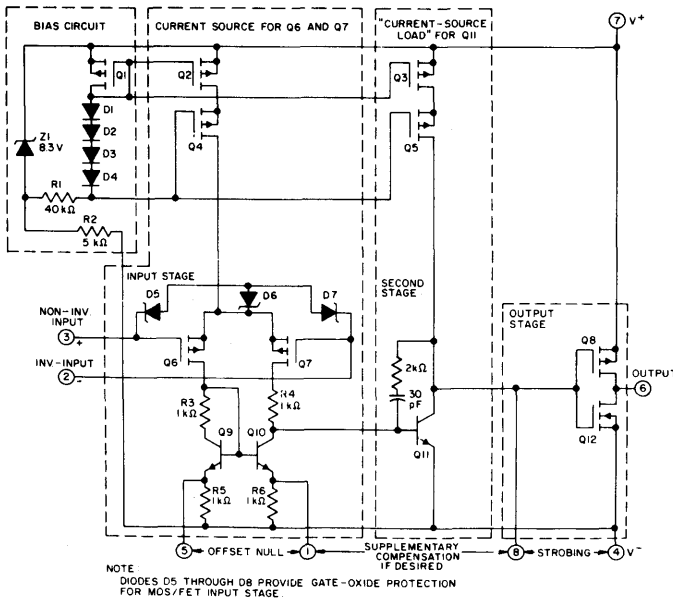 BIAS CIRCUIT
CURRENT SOURCE FOR Q6 AND Q7
"CURRENT-SOURCE
LOAD" FOR Q11
7 V+
Q1
Q2
Q3
D1
D2
Z1
8.3 V
D3
Q4
Q5
D4
R1
40 kΩ
R2
5 kΩ
INPUT STAGE
D5
D6
D7
SECOND
STAGE
OUTPUT
STAGE
NON-INV.
INPUT
3 +
Q8
2kΩ
OUTPUT
6
INV.-INPUT
2 -
Q6
Q7
30
pF
R3
1kΩ
R4
1kΩ
Q9
Q10
Q11
Q12
R5
1kΩ
R6
1kΩ
5 OFFSET NULL 1
SUPPLEMENTARY
COMPENSATION
IF DESIRED
8 STROBING 4 V-
NOTE
DIODES D5 THROUGH D8 PROVIDE GATE-OXIDE PROTECTION
FOR MOS/FET INPUT STAGE.